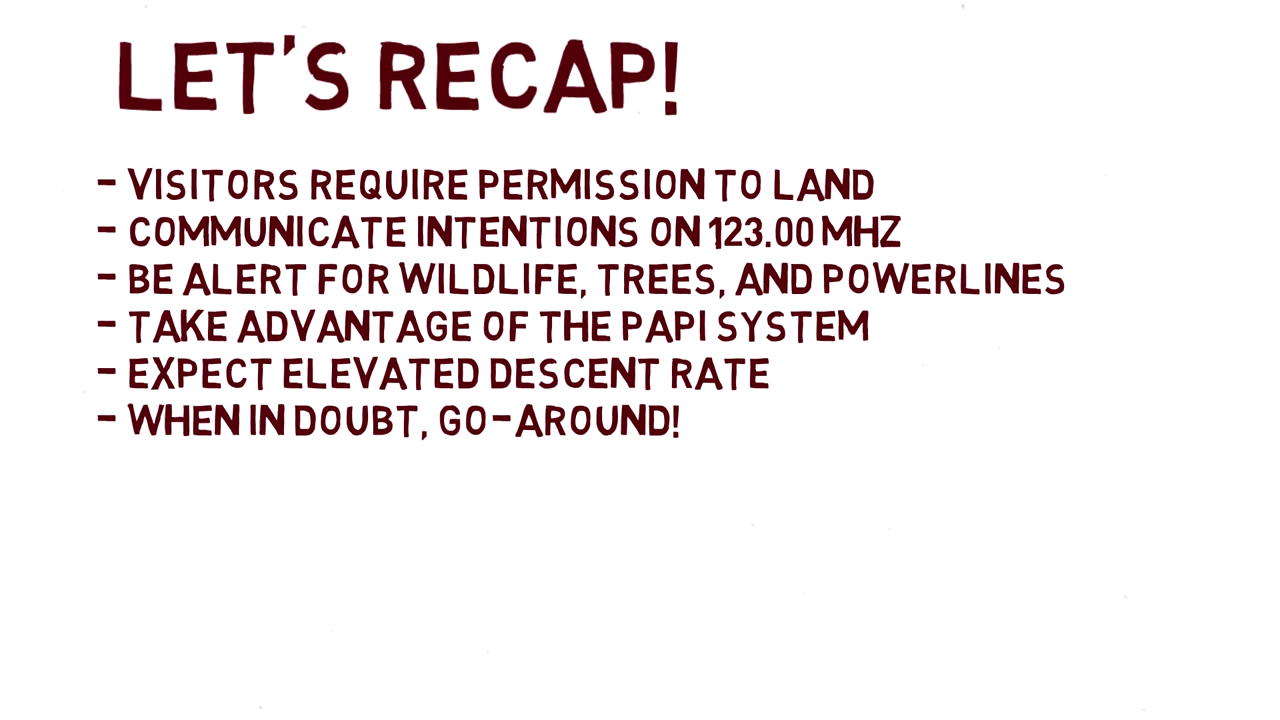 LET'S RECAP!
- VISITORS REQUIRE PERMISSION TO LAND
- COMMUNICATE INTENTIONS ON 123.00 MHZ
- BE ALERT FOR WILDLIFE, TREES, AND POWERLINES
- TAKE ADVANTAGE OF THE PAPI SYSTEM
- EXPECT ELEVATED DESCENT RATE
- WHEN IN DOUBT, GO-AROUND!